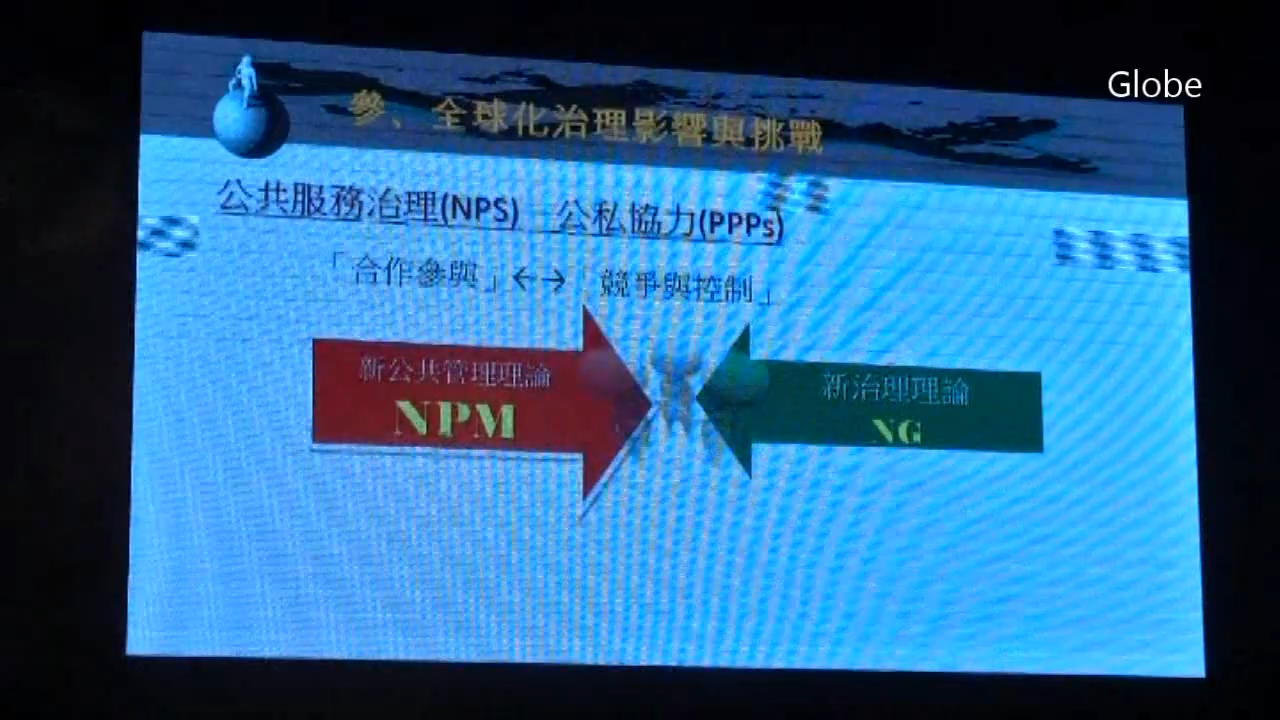 Globe
參、全球化治理影響與挑戰
公共服務治理(NPS) 公私協力(PPPs)
「合作參與」←→「競爭與控制」
新公共管理理論
NPM
新治理理論
NG